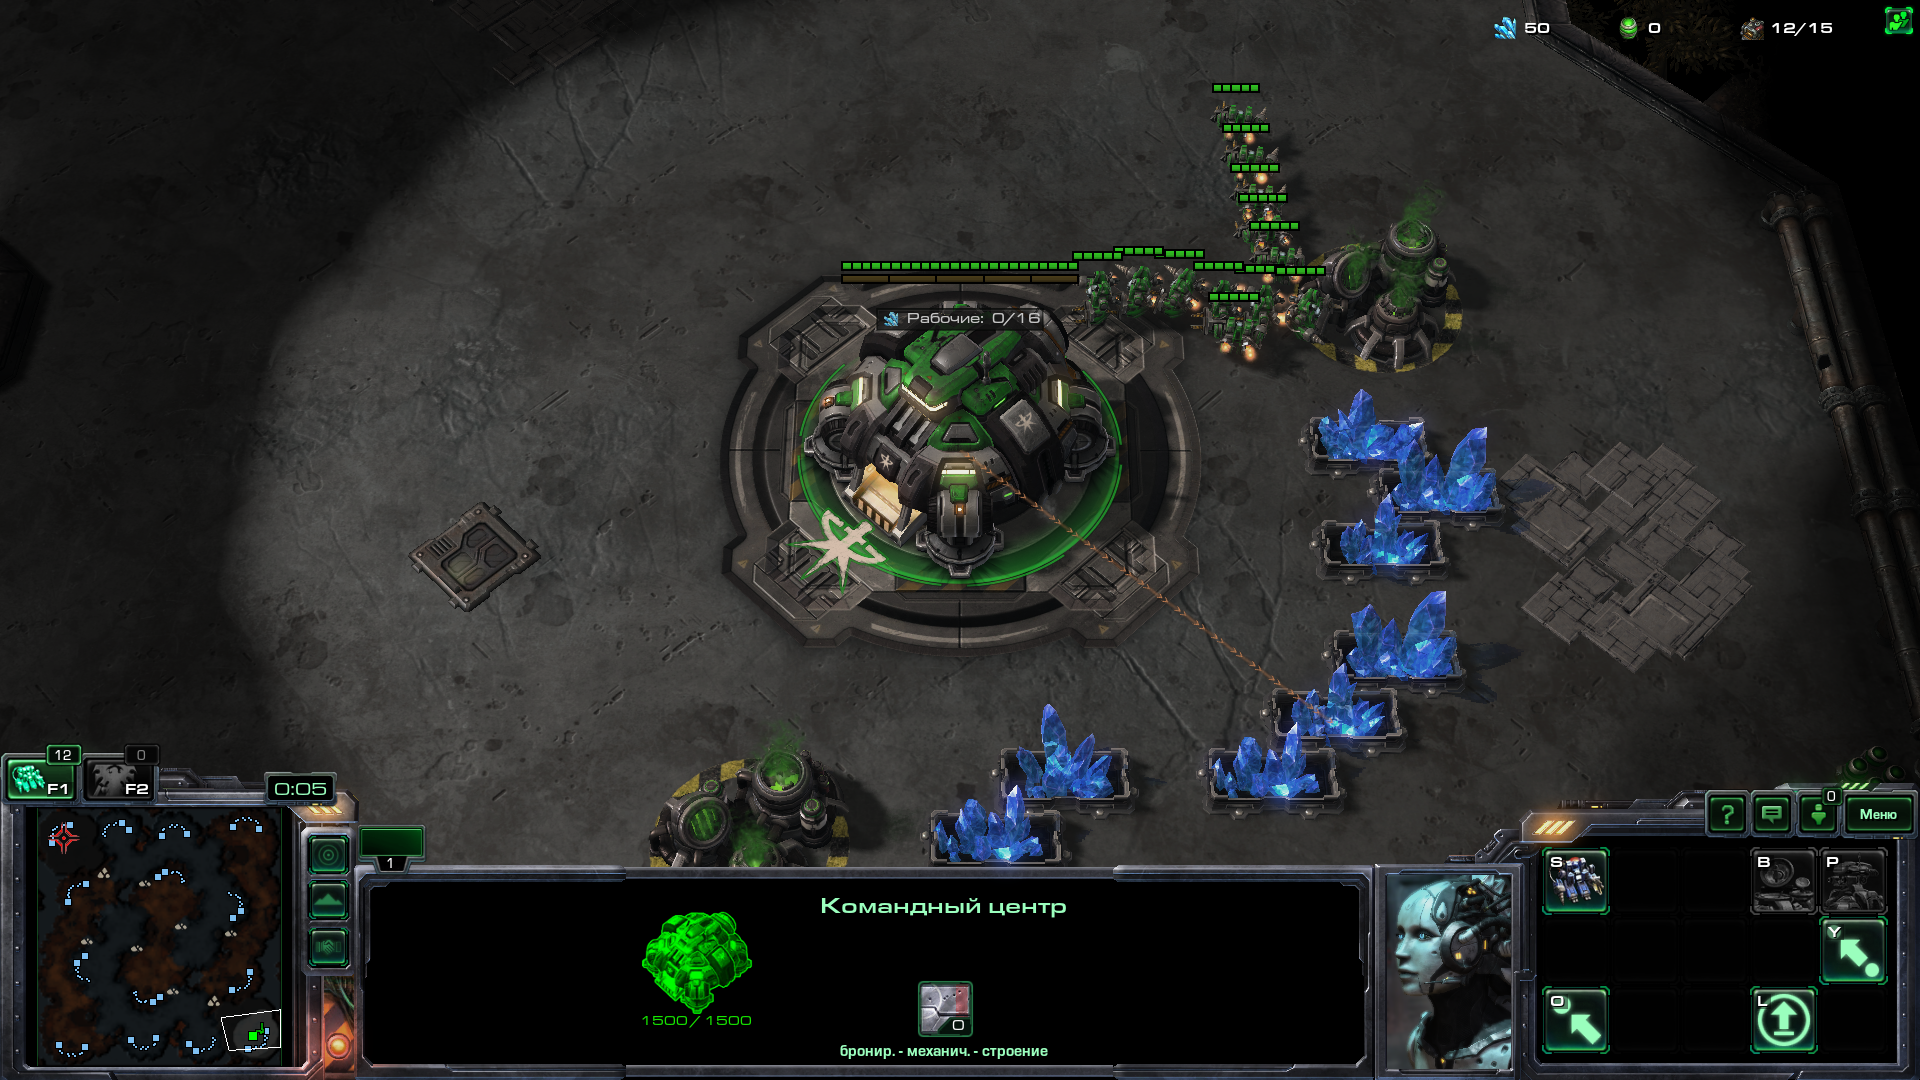 50
0
12/15
Рабочие: 0/16
12
0
F1
F2
0:05
1
Командный центр
1500/1500
0
бронир. - механич. - строение
?
0
Меню
S
B
P
Y
O
L